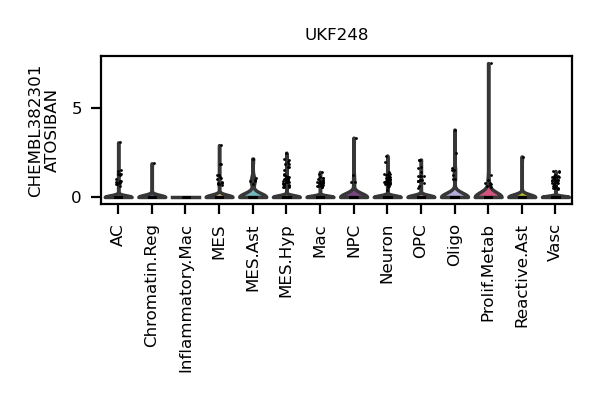 UKF248
CHEMBL382301
ATOSIBAN
5
0
AC
Chromatin.Reg
Inflammatory.Mac
MES
MES.Ast
MES.Hyp
Mac
NPC
Neuron
OPC
Oligo
Prolif.Metab
Reactive.Ast
Vasc